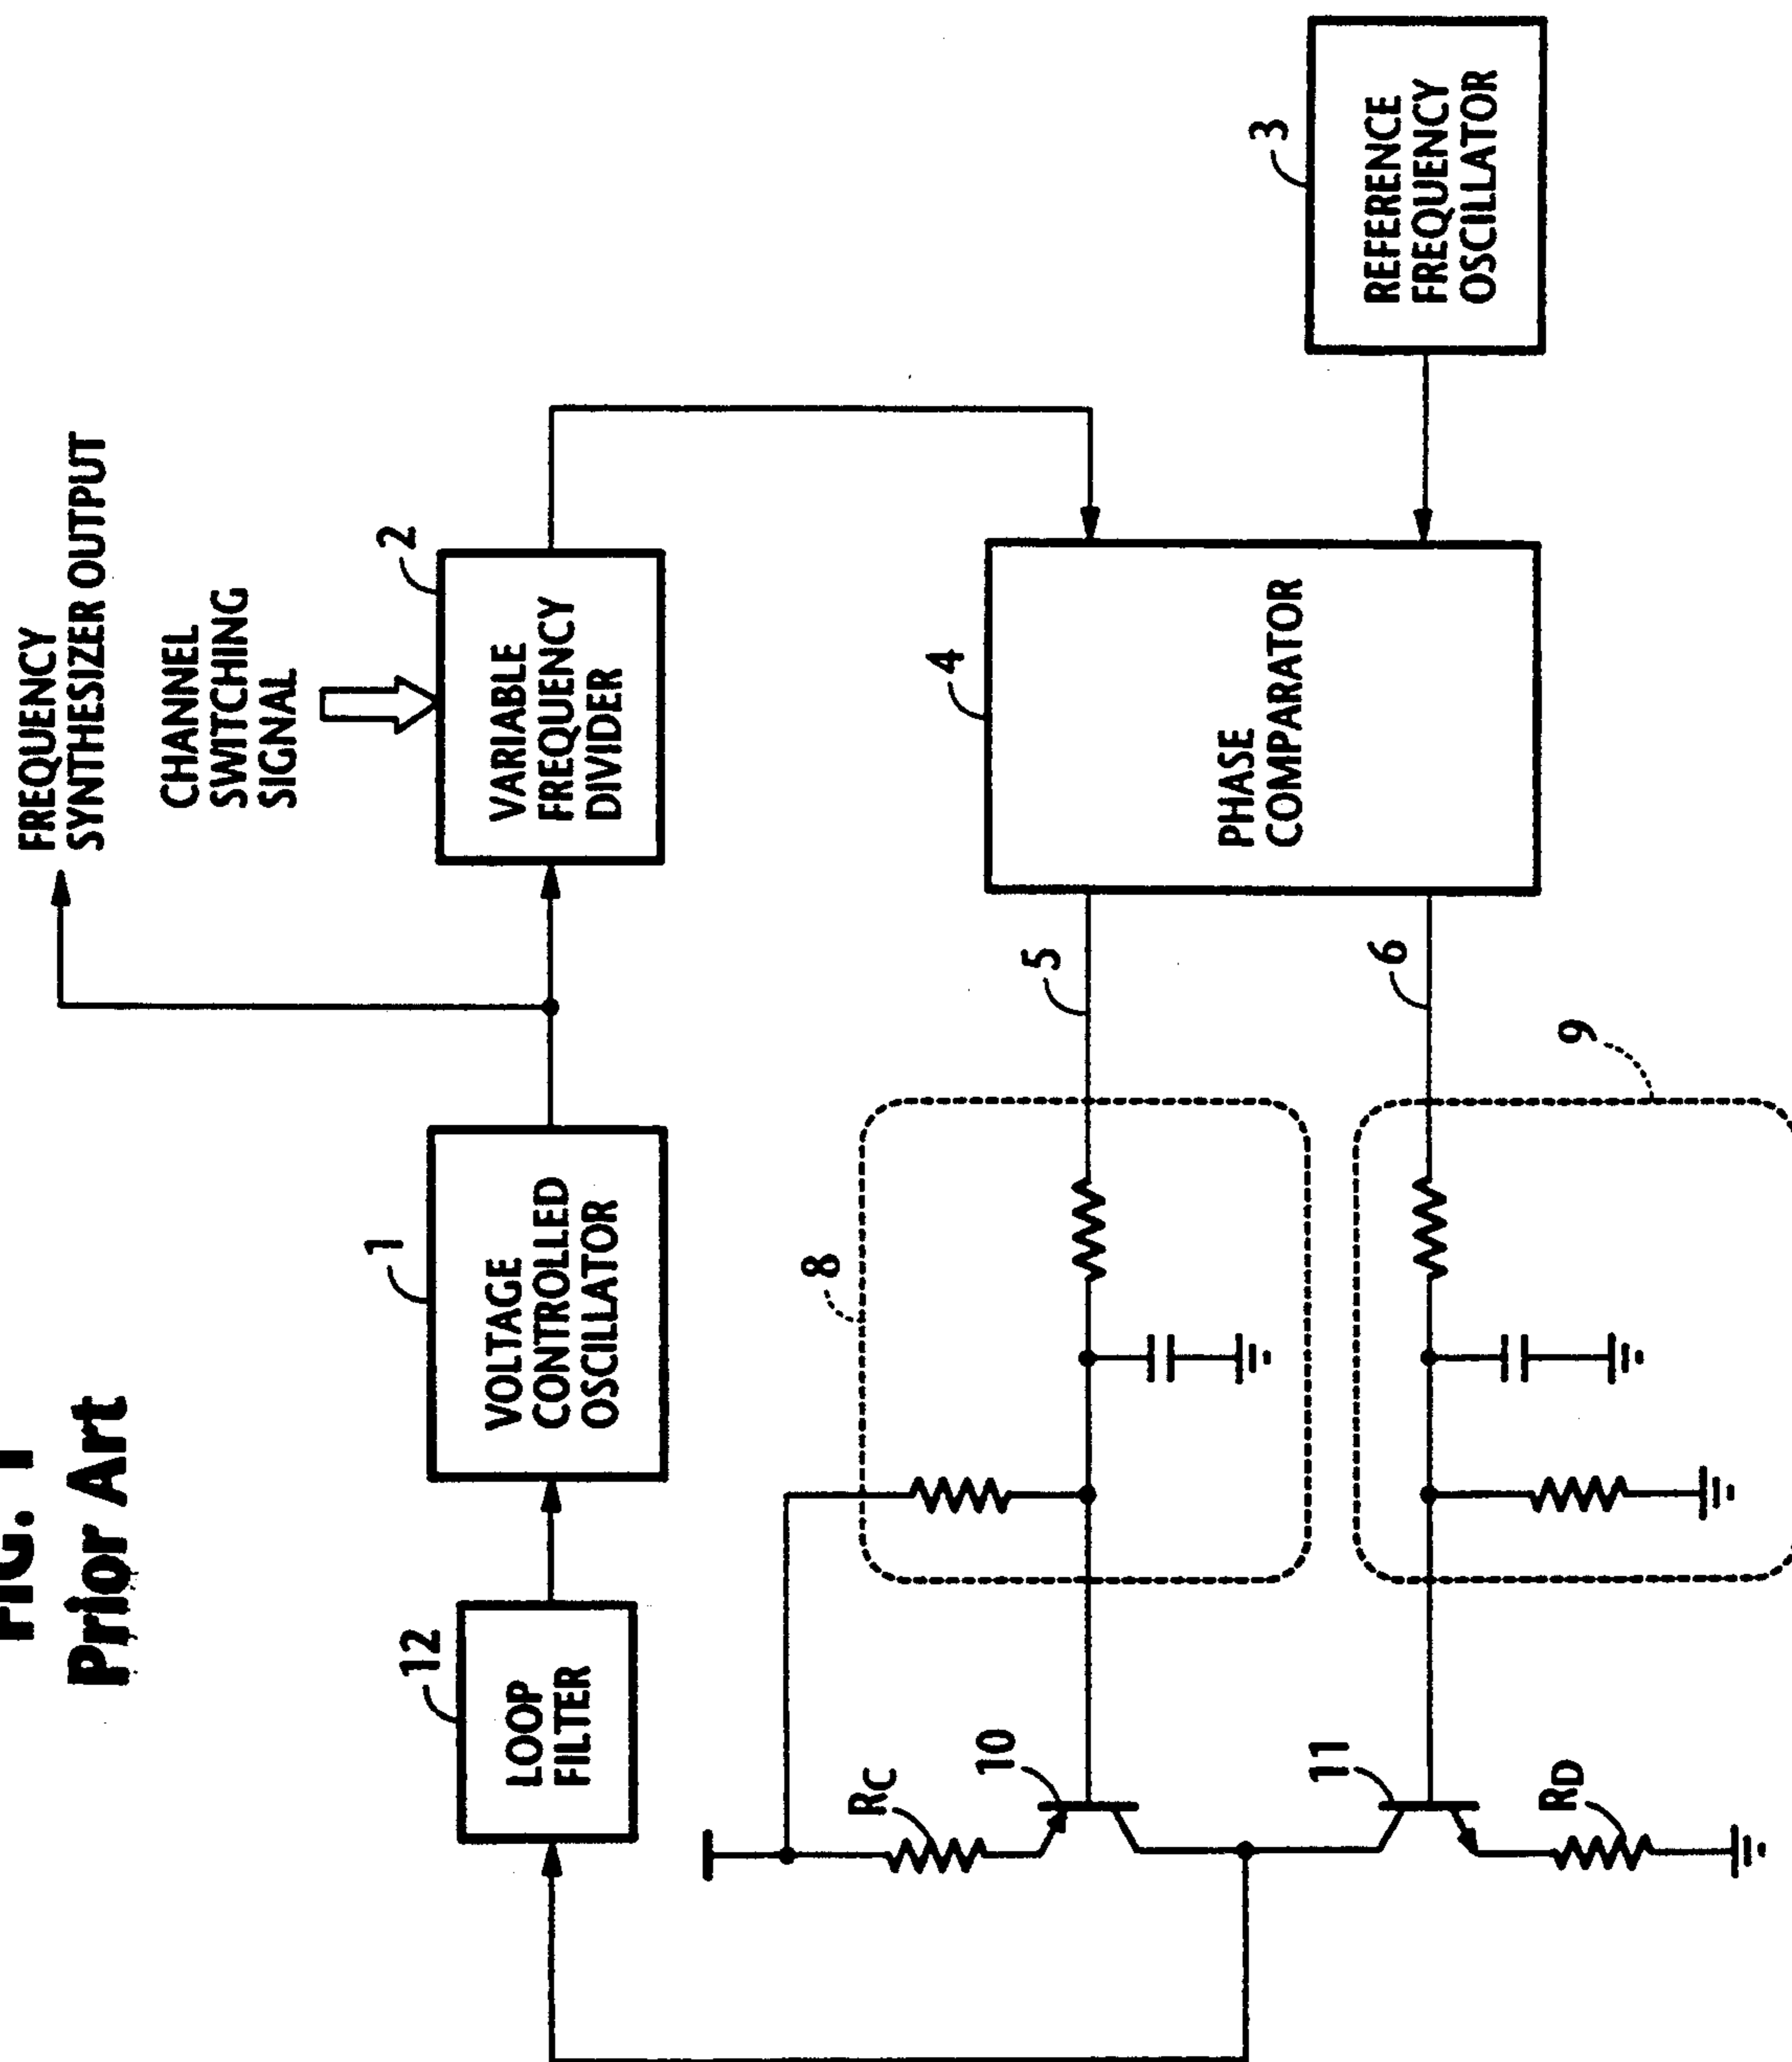 FIG. 1
Prior Art
FREQUENCY
SYNTHESIZER OUTPUT
CHANNEL
SWITCHING
SIGNAL
12
LOOP
FILTER
1
VOLTAGE
CONTROLLED
OSCILLATOR
2
VARIABLE
FREQUENCY
DIVIDER
RC
10
11
RD
8
9
5
6
4
PHASE
COMPARATOR
3
REFERENCE
FREQUENCY
OSCILLATOR